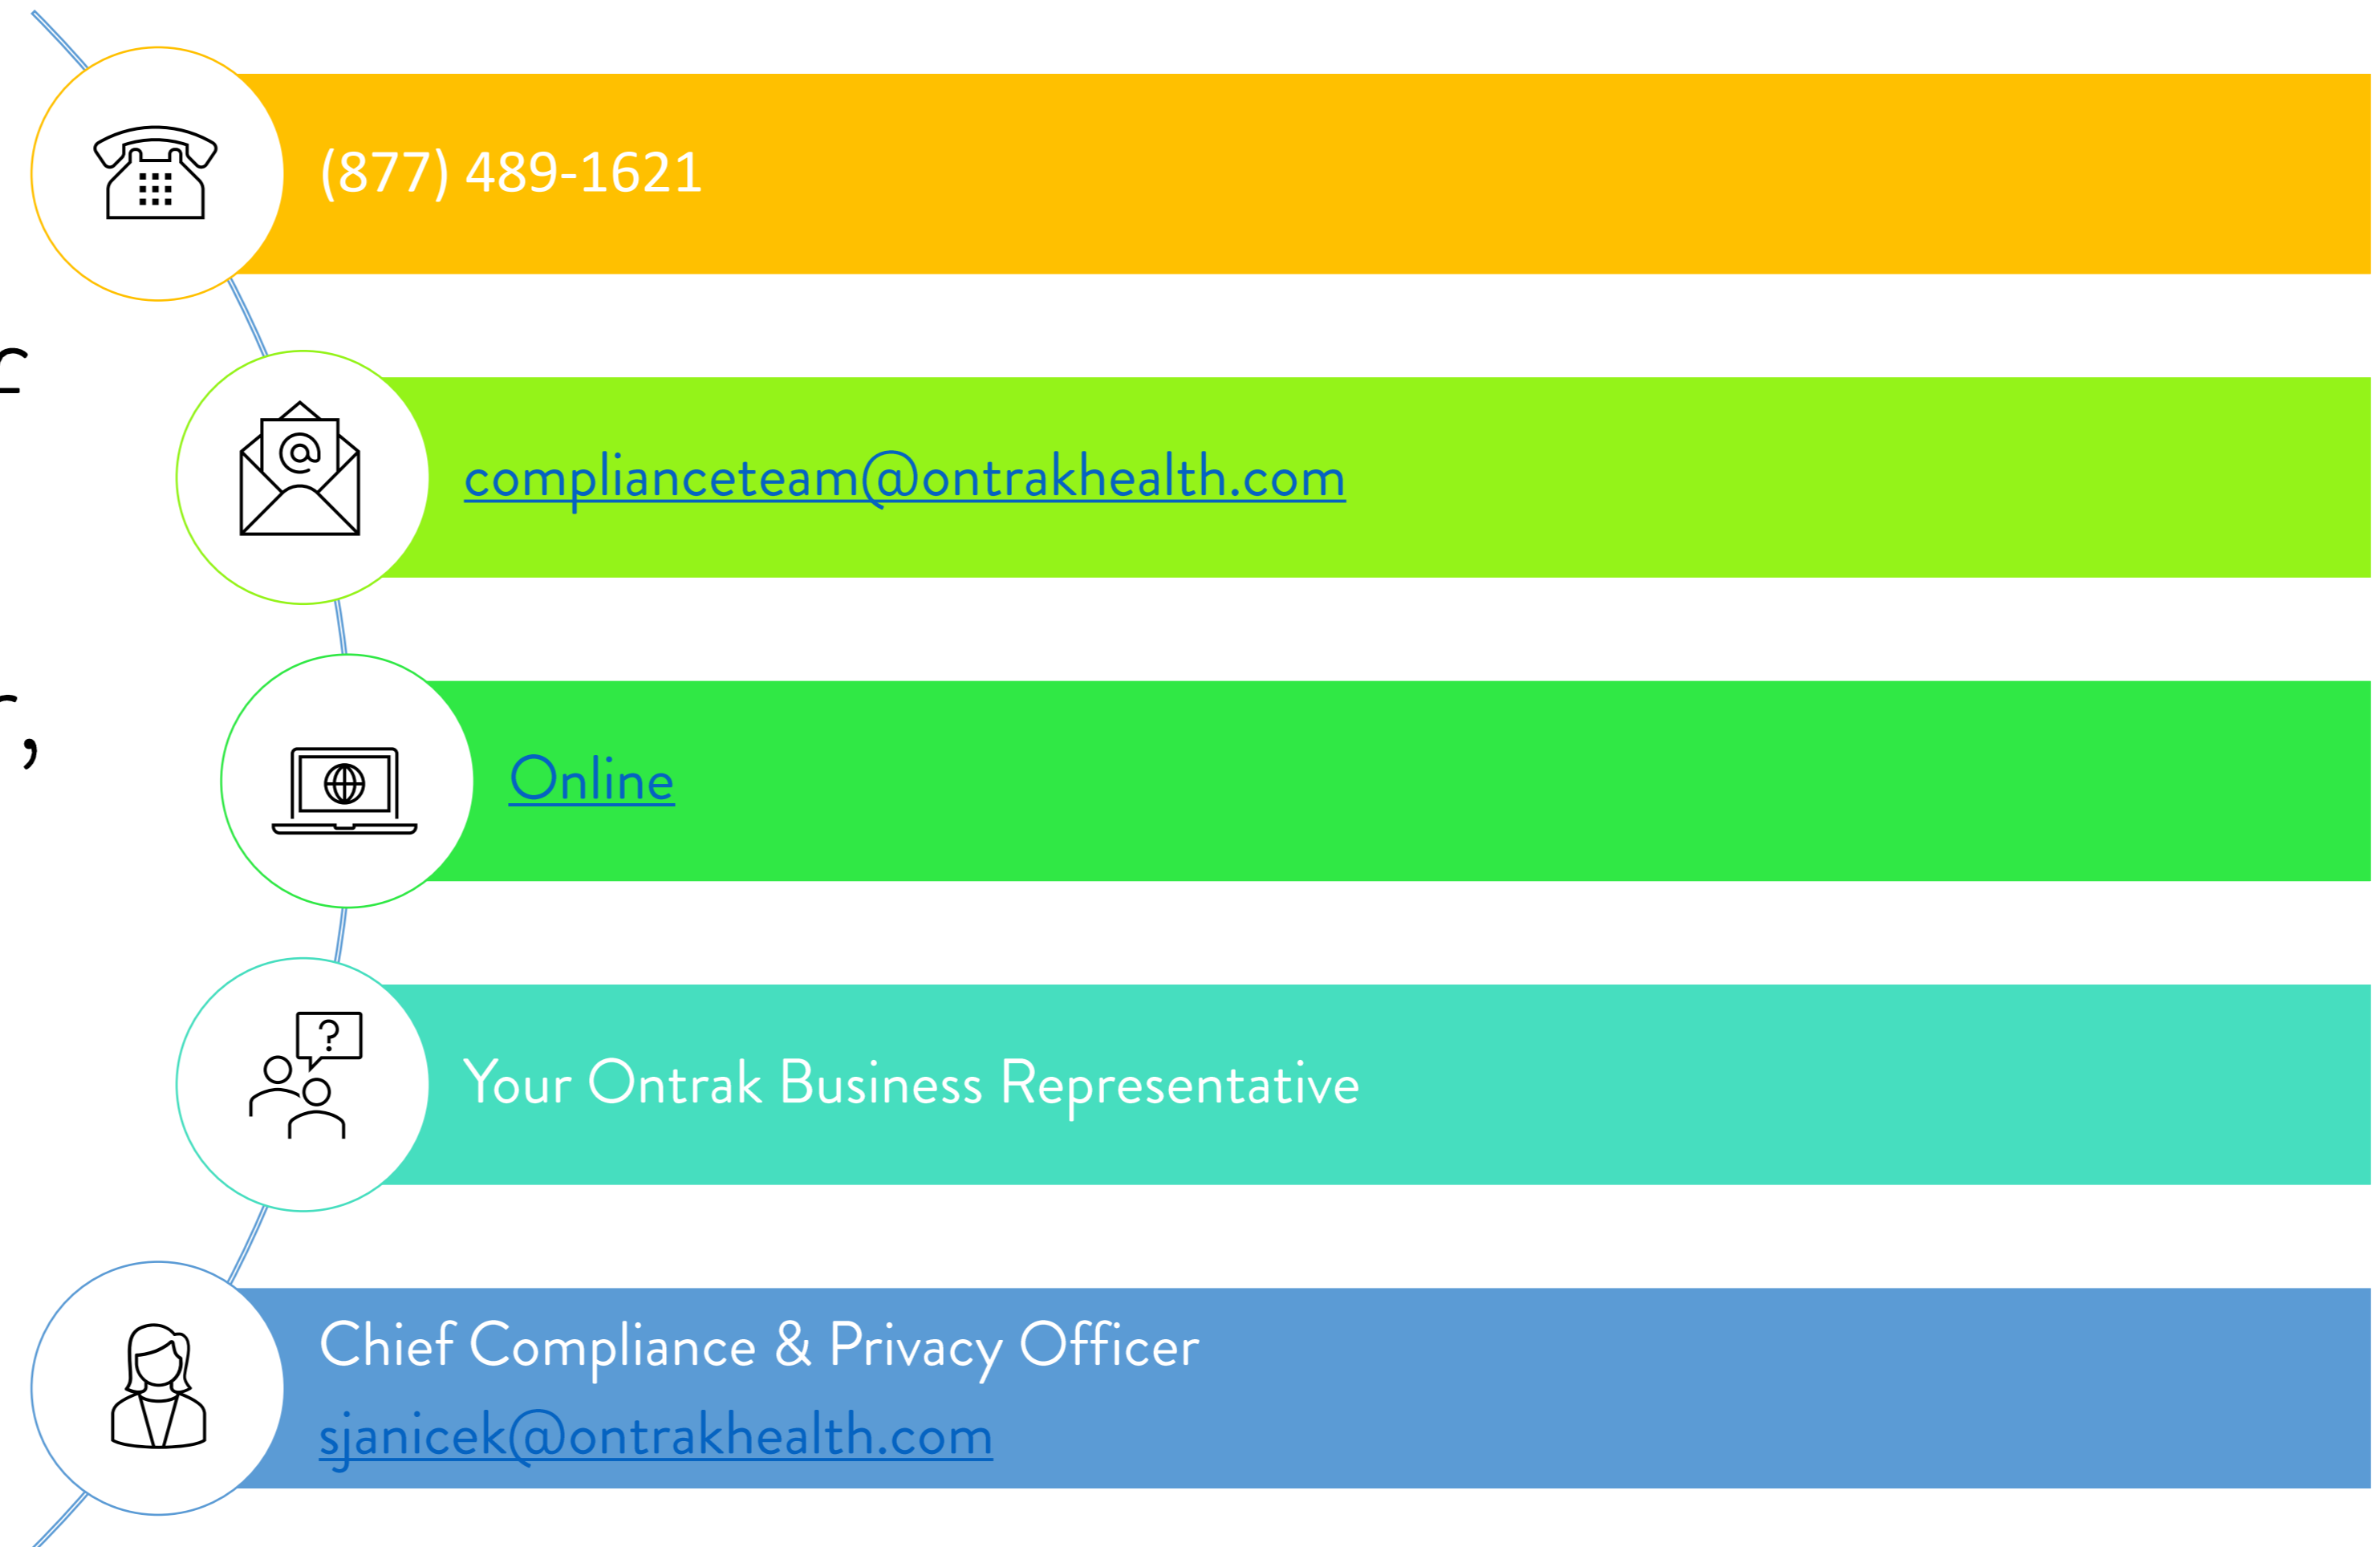 (877) 489-1621
complianceteam@ontrakhealth.com
Online
Your Ontrak Business Representative
Chief Compliance & Privacy Officer
sjanicek@ontrakhealth.com